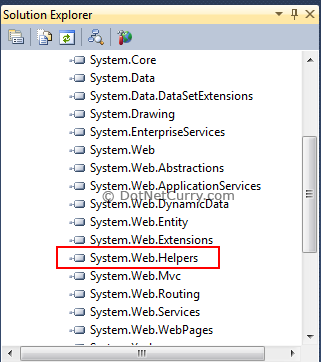 Solution Explorer
System.Core
System.Data
System.Data.DataSetExtensions
System.Drawing
System.EnterpriseServices
System.Web
System.Web.Abstractions
System.Web.ApplicationServices
© DotNetCurry.com
System.Web.DynamicData
System.Web.Entity
System.Web.Extensions
System.Web.Helpers
System.Web.Mvc
System.Web.Routing
System.Web.Services
System.Web.WebPages